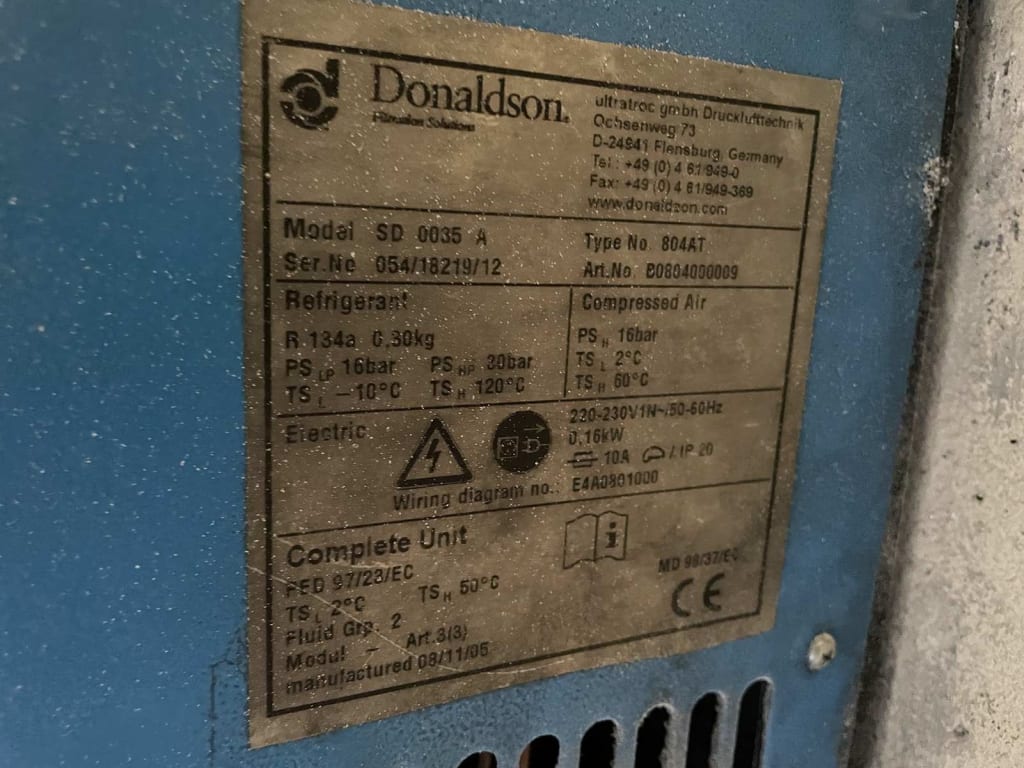 Donaldson.
Filtration Solutions
ultratroc gmbh Drucklufttechnik
Ochsenweg 73
D-24941 Flensburg, Germany
Tel: +49 (0) 4 61/949-0
Fax: +49 (0) 4 61/949-369
www.donaldson.com
Model SD 0035 A
Type No. 804AT
Ser.No 054/18219/12
Art.No. B0804000009
Refrigerant
R 134a 0.30kg
PS LP 16bar PS HP 30bar
TS L -10°C TS H 120°C
Compressed Air
PS H 16bar
TS L 2°C
TS H 60°C
Electric
220-230V1N~/50-60Hz
0,16kW
10A / IP 20
Wiring diagram no.: E4A0801000
Complete Unit
PED 97/23/EC
TS L 2°C TS H 50°C
Fluid Grp. 2
Modul - Art.3(3)
manufactured 08/11/05
i
MD 98/37/EC
CE